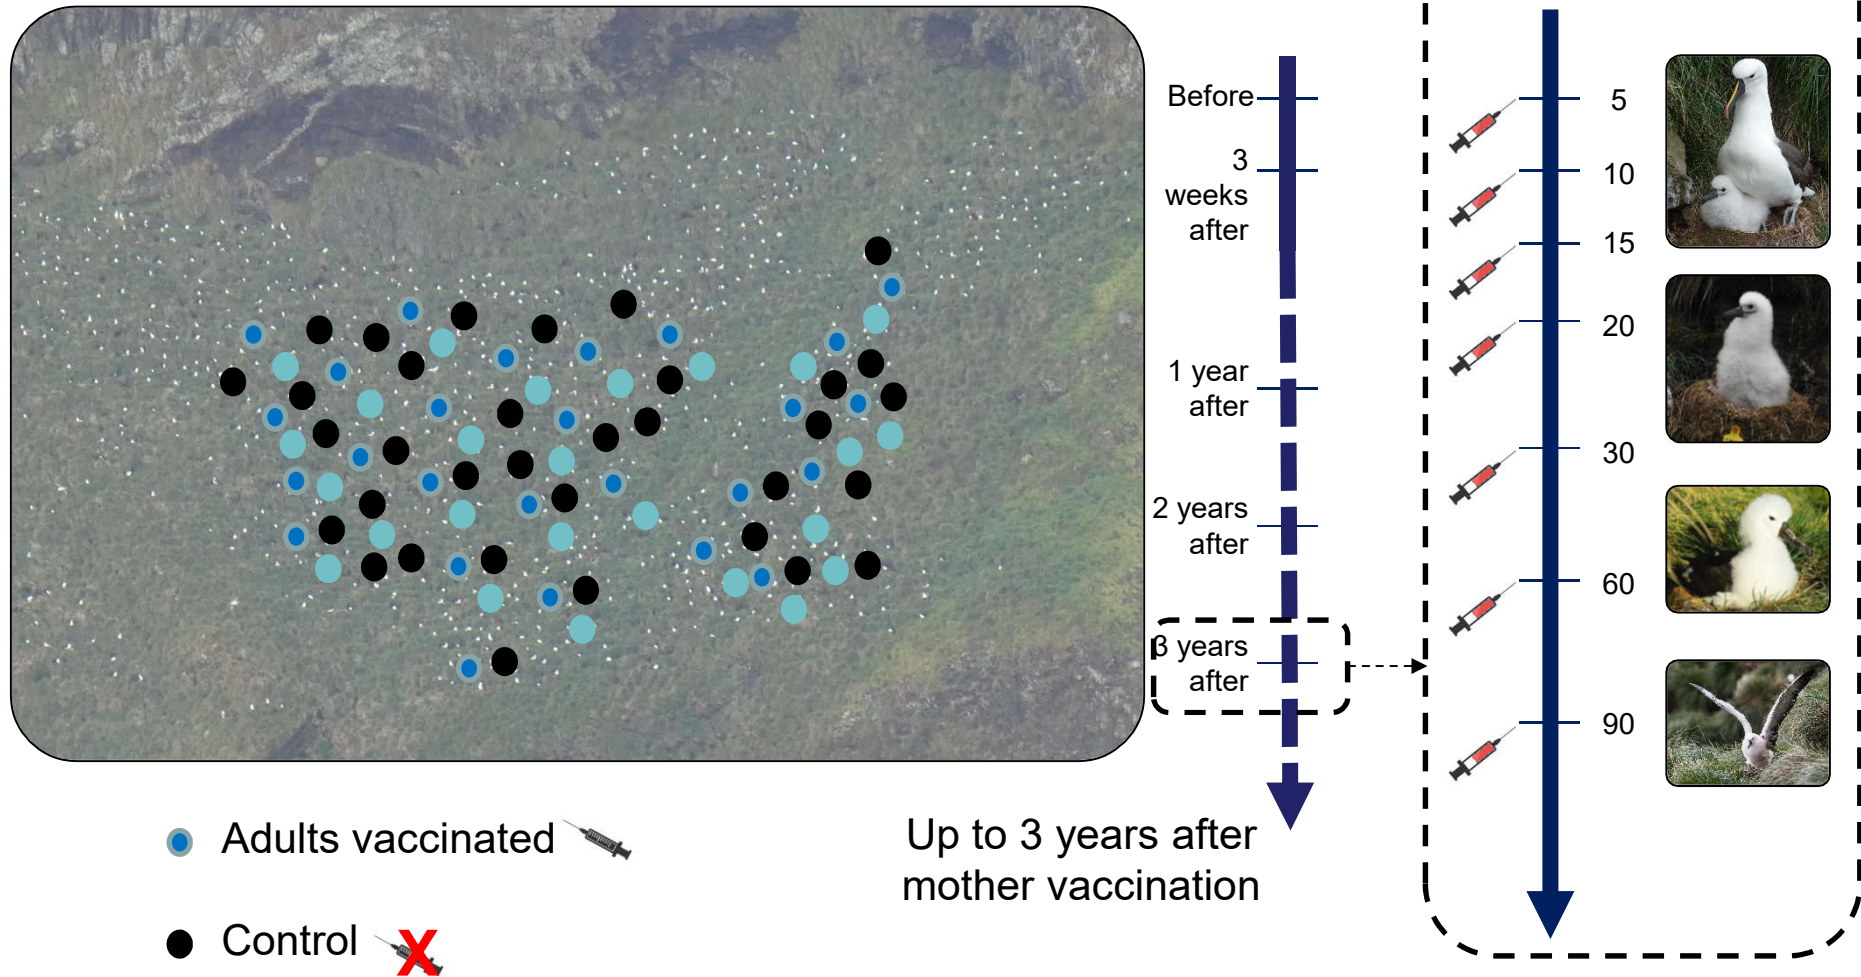 Before
3
weeks
after
1 year
after
2 years
after
3 years
after
5
10
15
20
30
60
90
Up to 3 years after
mother vaccination
Adults vaccinated
Control
X